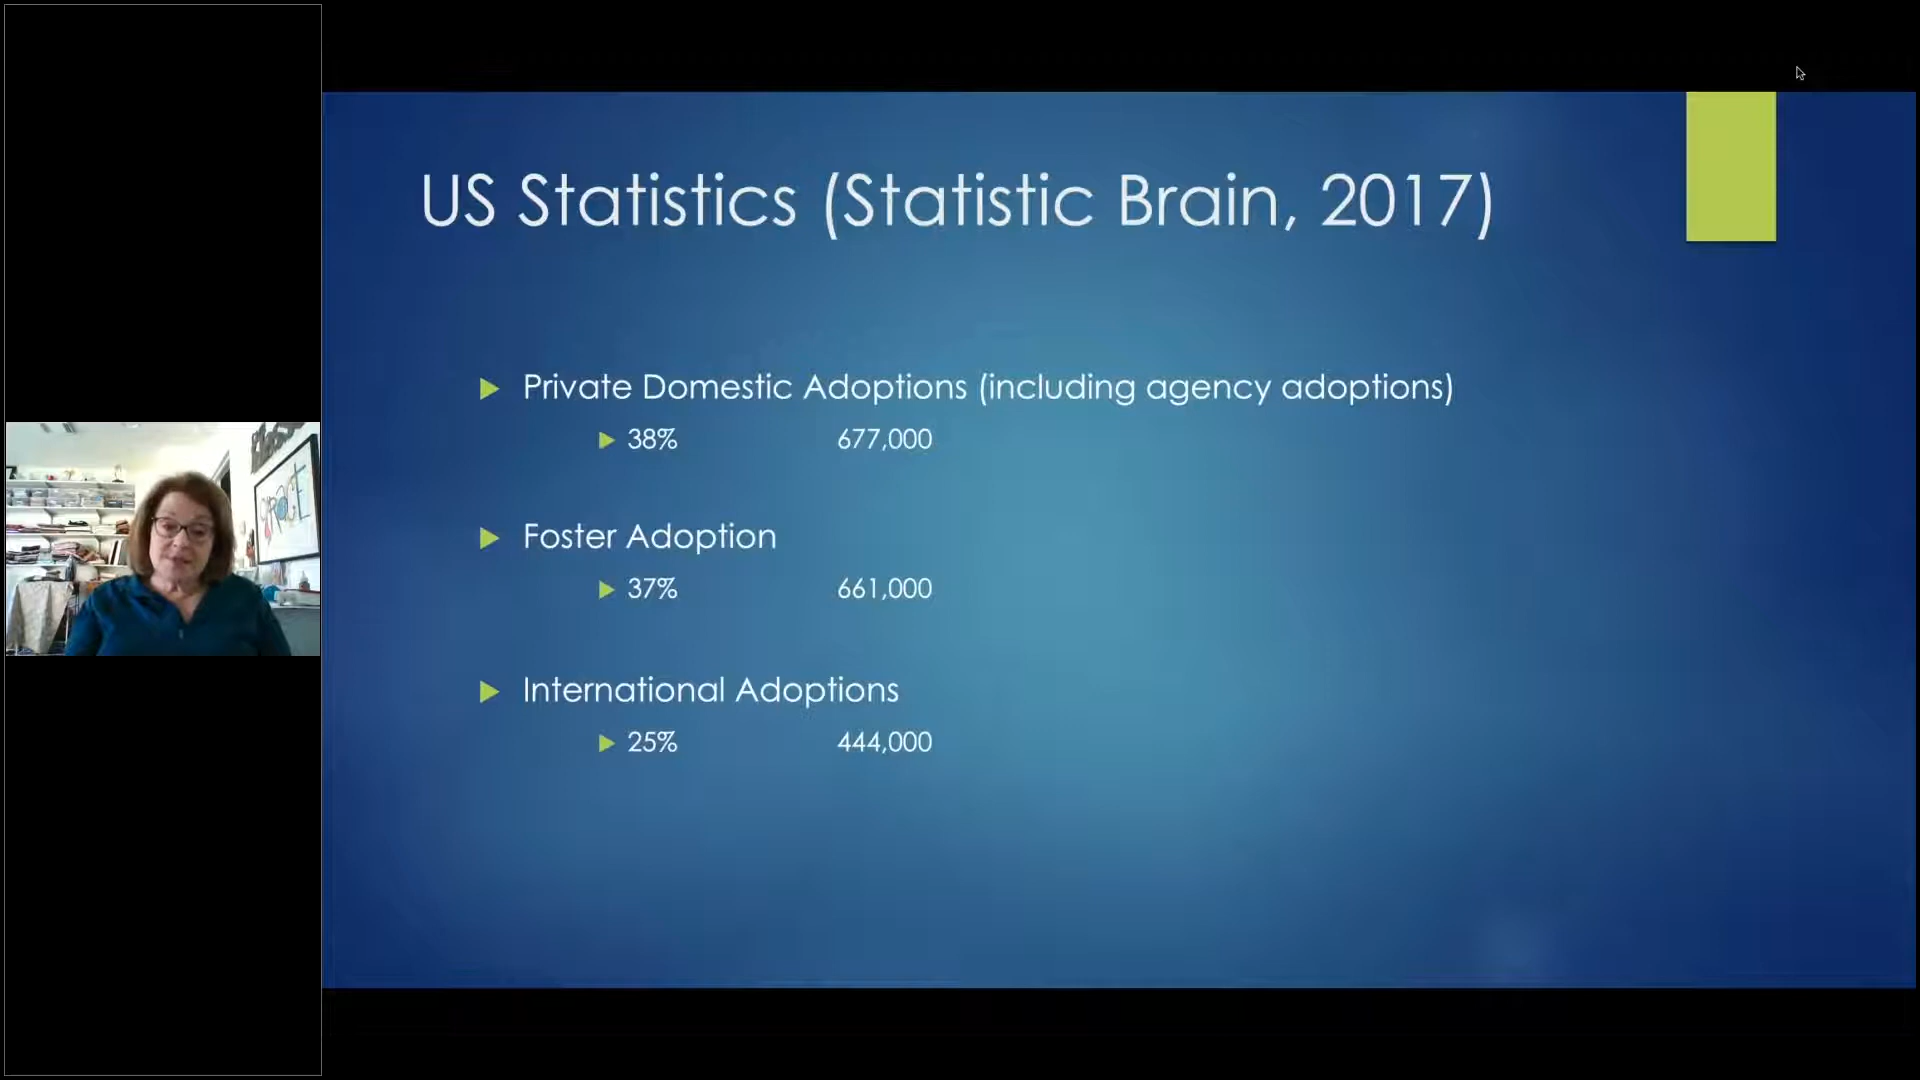 US Statistics (Statistic Brain, 2017)
Private Domestic Adoptions (including agency adoptions)
38% 677,000
Foster Adoption
37% 661,000
International Adoptions
25% 444,000
GRACE